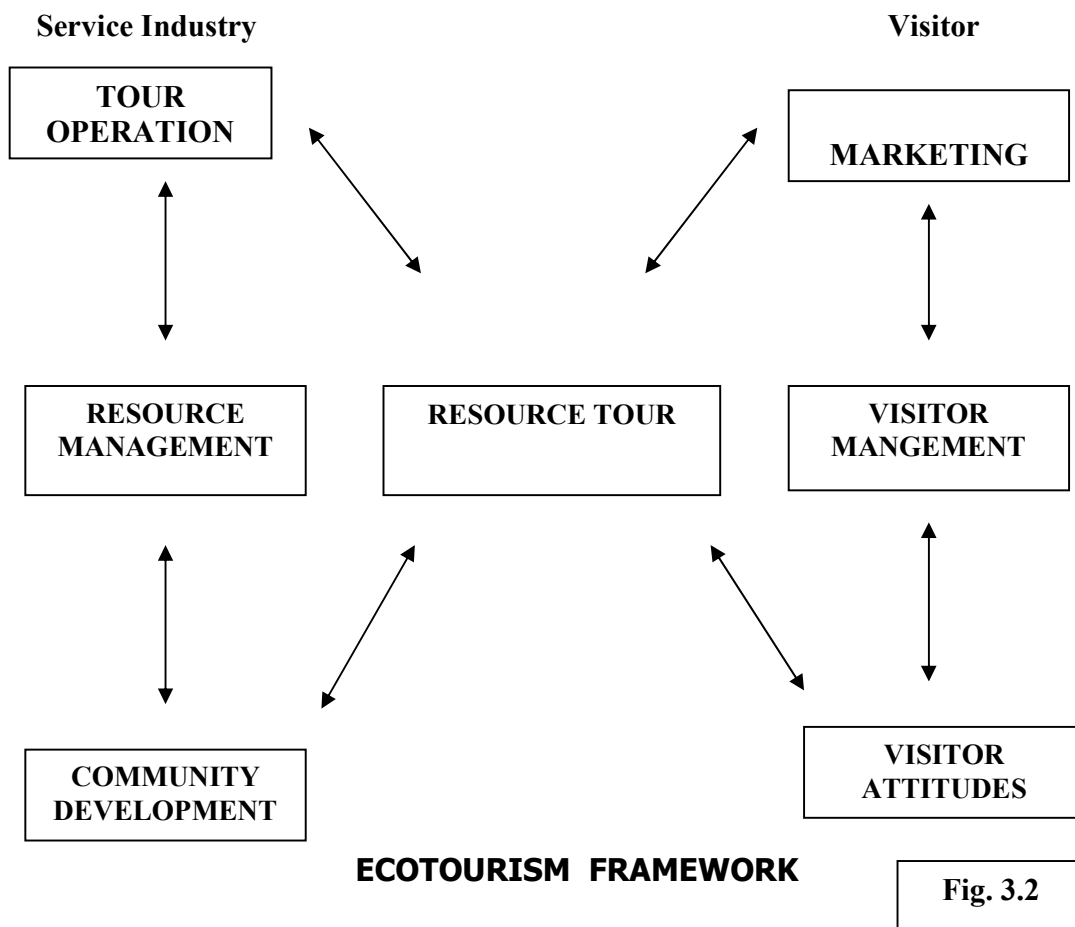 Service Industry
Visitor
TOUR
OPERATION
MARKETING
RESOURCE
MANAGEMENT
RESOURCE TOUR
VISITOR
MANGEMENT
COMMUNITY
DEVELOPMENT
VISITOR
ATTITUDES
ECOTOURISM FRAMEWORK
Fig. 3.2